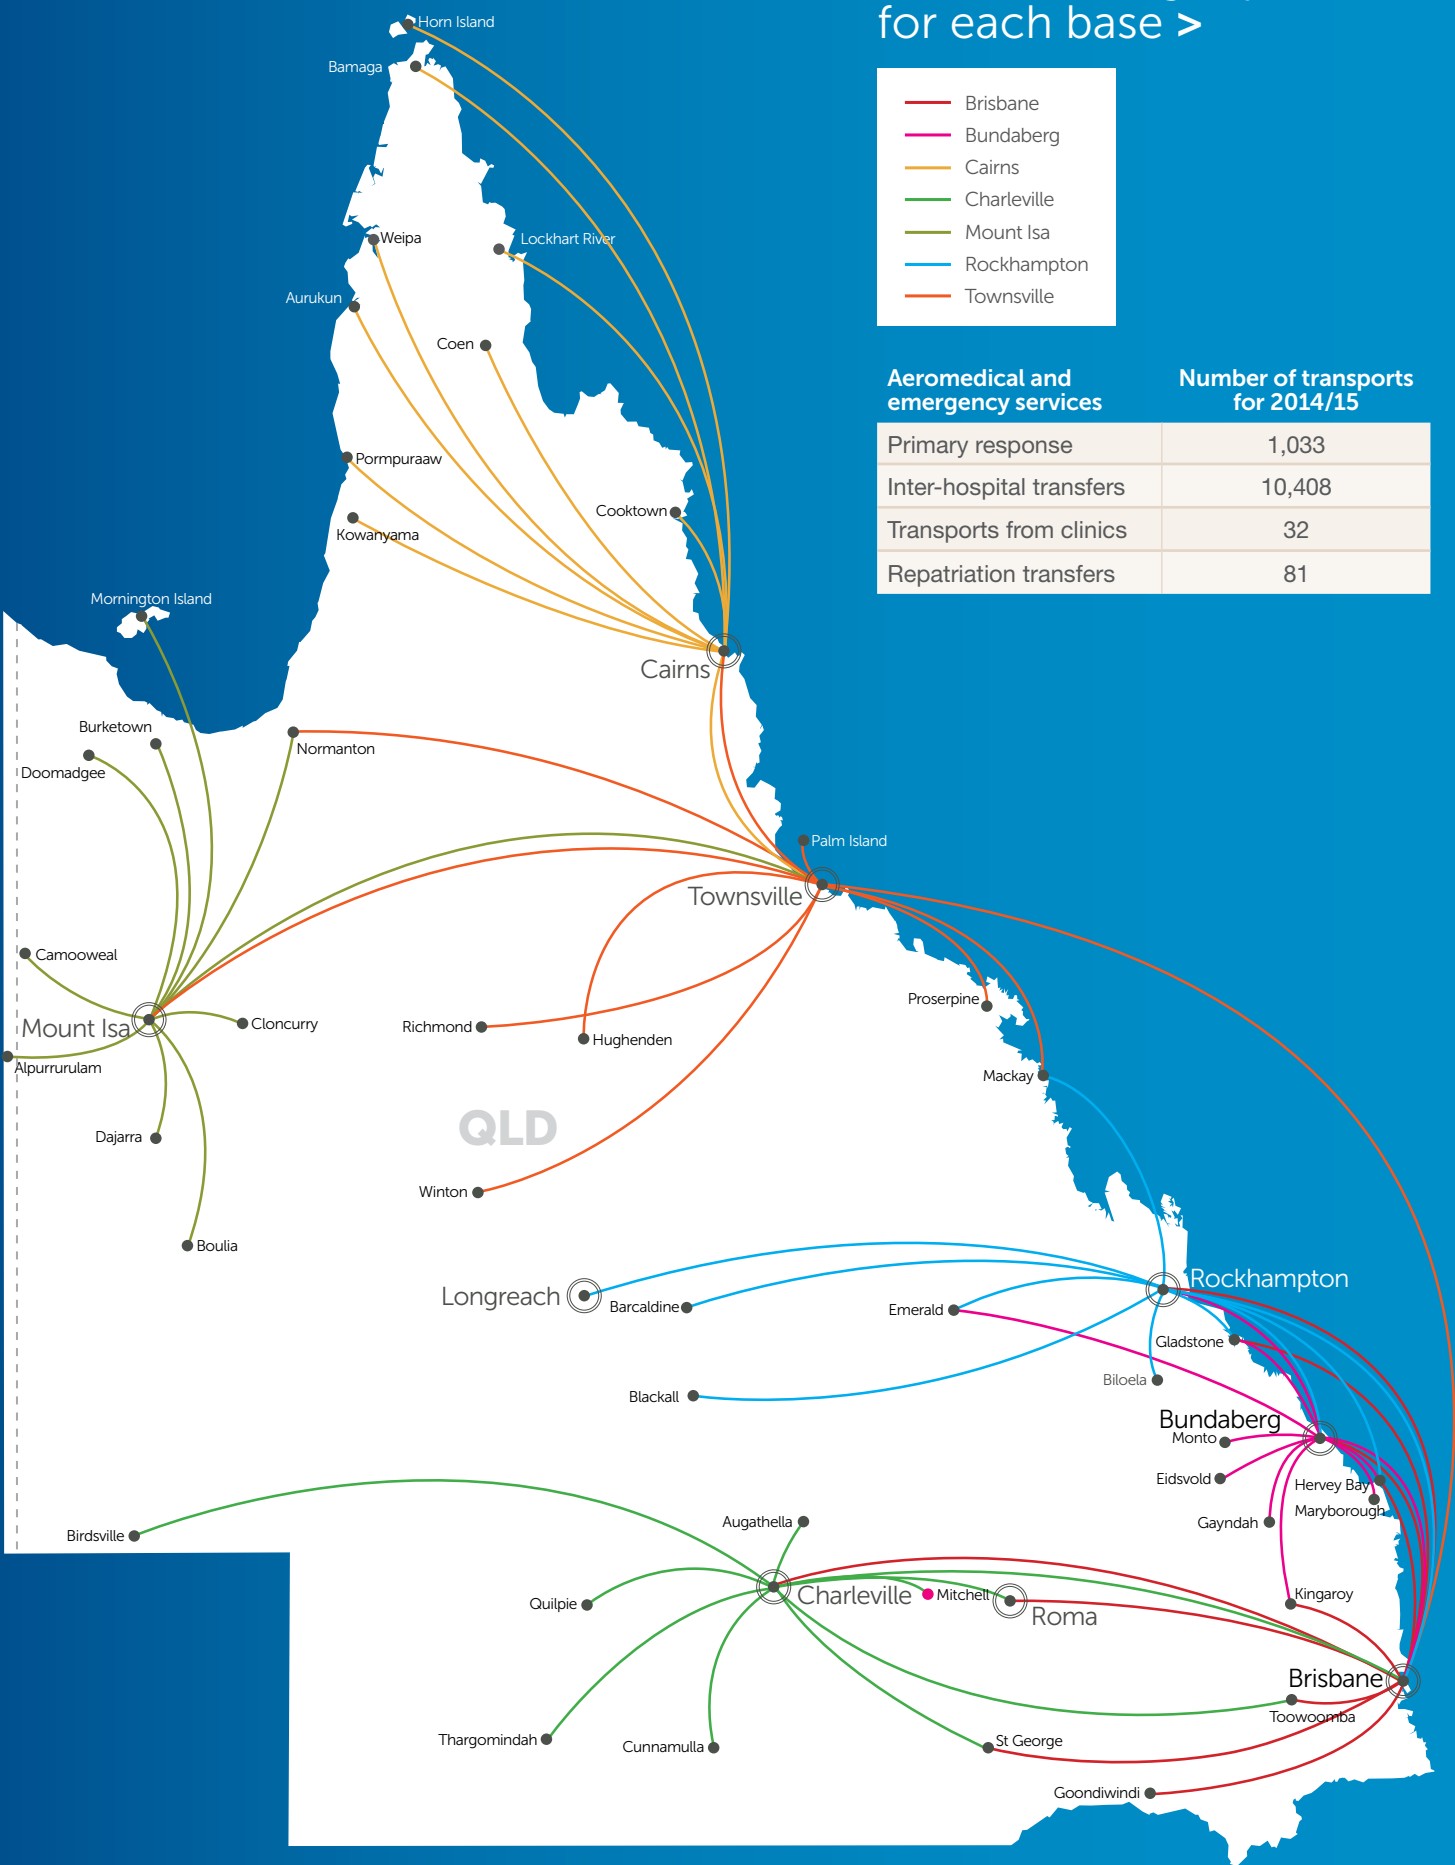 for each base >
Brisbane
Bundaberg
Cairns
Charleville
Mount Isa
Rockhampton
Townsville
Aeromedical and
emergency services
Number of transports
for 2014/15
Primary response
1,033
Inter-hospital transfers
10,408
Transports from clinics
32
Repatriation transfers
81
Horn Island
Bamaga
Weipa
Lockhart River
Aurukun
Coen
Pormpuraaw
Cooktown
Kowanyama
Mornington Island
Cairns
Burketown
Normanton
Doomadgee
Palm Island
Townsville
Camooweal
Proserpine
Mount Isa
Cloncurry
Richmond
Hughenden
Alpurrurulam
Mackay
QLD
Dajarra
Winton
Boulia
Rockhampton
Longreach
Barcaldine
Emerald
Gladstone
Biloela
Blackall
Bundaberg
Monto
Eidsvold
Hervey Bay
Maryborough
Gayndah
Birdsville
Augathella
Charleville
Mitchell
Kingaroy
Quilpie
Roma
Brisbane
Toowoomba
Thargomindah
Cunnamulla
St George
Goondiwindi